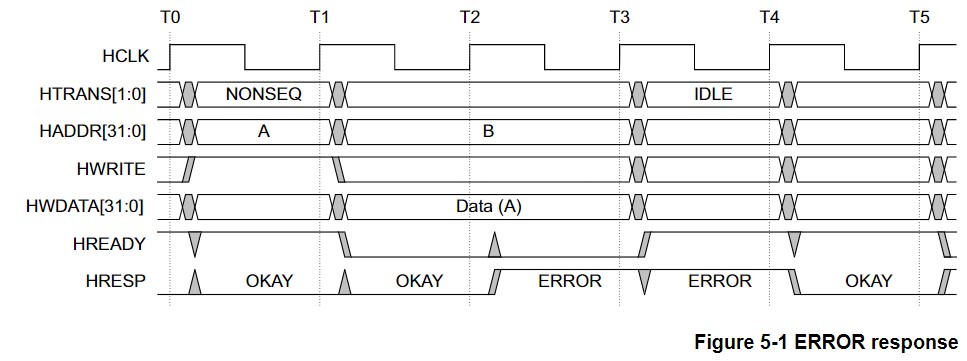 T0 T1 T2 T3 T4 T5
HCLK
HTRANS[1:0] NONSEQ IDLE
HADDR[31:0] A B
HWRITE
HWDATA[31:0] Data (A)
HREADY
HRESP OKAY OKAY ERROR ERROR OKAY
Figure 5-1 ERROR response